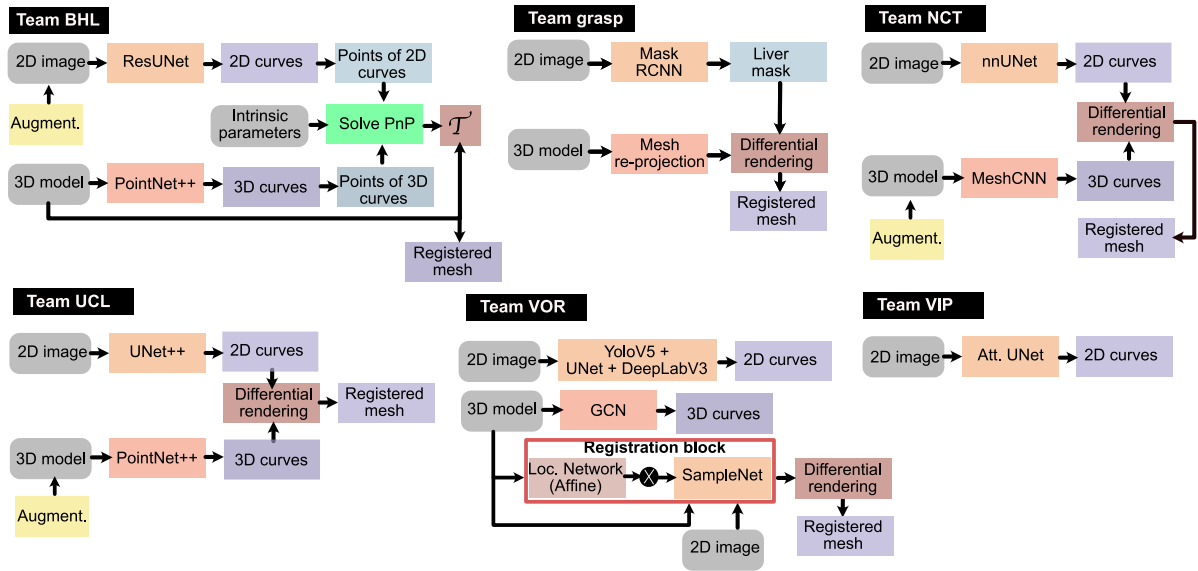 Team BHL
2D image
ResUNet
2D curves
Points of 2D
curves
Augment.
Intrinsic
parameters
Solve PnP
𝒯
3D model
PointNet++
3D curves
Points of 3D
curves
Registered
mesh
Team grasp
2D image
Mask
RCNN
Liver
mask
3D model
Mesh
re-projection
Differential
rendering
Registered
mesh
Team NCT
2D image
nnUNet
2D curves
Differential
rendering
3D model
MeshCNN
3D curves
Augment.
Registered
mesh
Team UCL
2D image
UNet++
2D curves
Differential
rendering
Registered
mesh
3D model
PointNet++
3D curves
Augment.
Team VOR
2D image
YoloV5 +
UNet + DeepLabV3
2D curves
3D model
GCN
3D curves
Registration block
Loc. Network
(Affine)
X
SampleNet
Differential
rendering
Registered
mesh
2D image
Team VIP
2D image
Att. UNet
2D curves